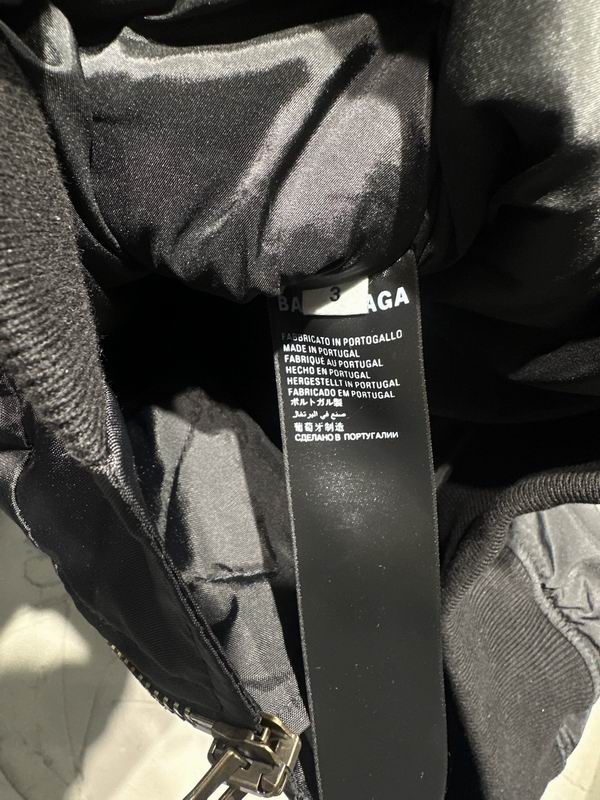 3
BA AGA
FABBRICATO IN PORTOGALLO
MADE IN PORTUGAL
FABRIQUÉ AU PORTUGAL
HECHO EN PORTUGAL
HERGESTELLT IN PORTUGAL
FABRICADO EM PORTUGAL
ポルトガル製
صنع في البرتغال
葡萄牙制造
СДЕЛАНО В ПОРТУГАЛИИ